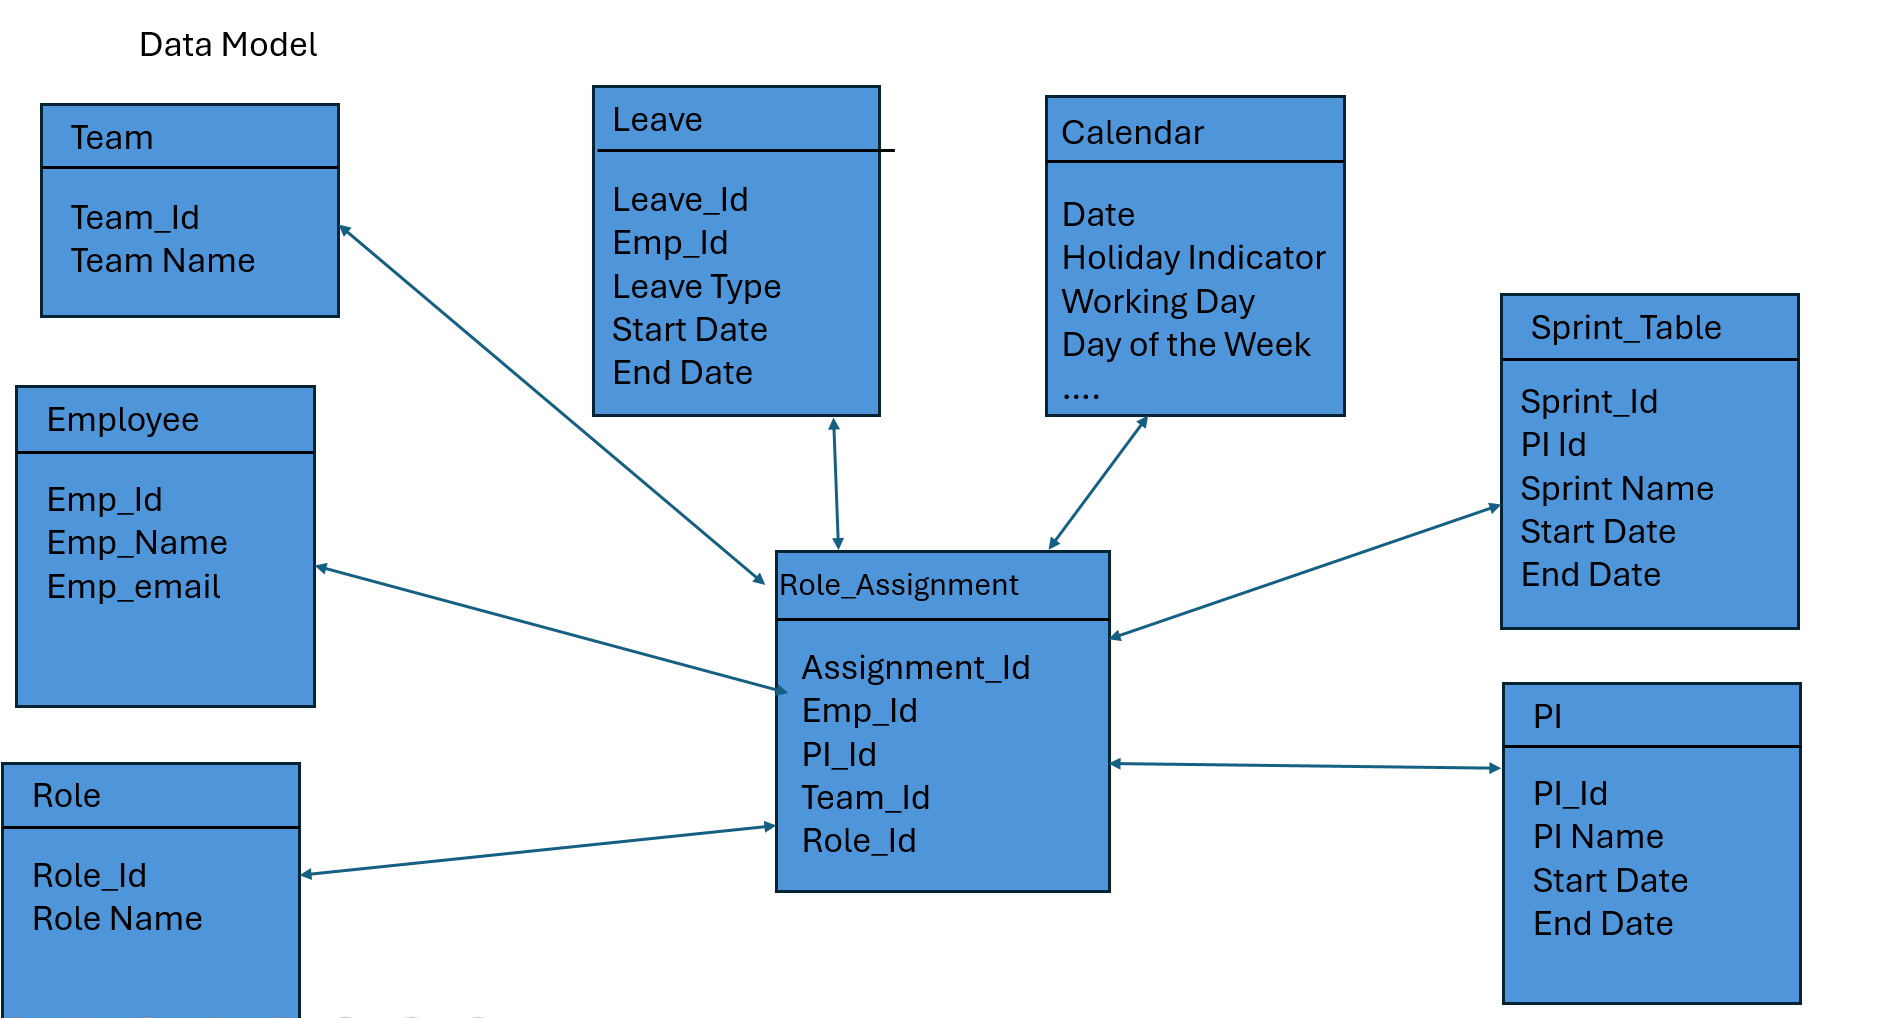 Data Model
Team
Team_Id
Team Name
Leave
Leave_Id
Emp_Id
Leave Type
Start Date
End Date
Calendar
Date
Holiday Indicator
Working Day
Day of the Week
....
Sprint_Table
Sprint_Id
PI Id
Sprint Name
Start Date
End Date
Employee
Emp_Id
Emp_Name
Emp_email
Role_Assignment
Assignment_Id
Emp_Id
PI_Id
Team_Id
Role_Id
PI
PI_Id
PI Name
Start Date
End Date
Role
Role_Id
Role Name